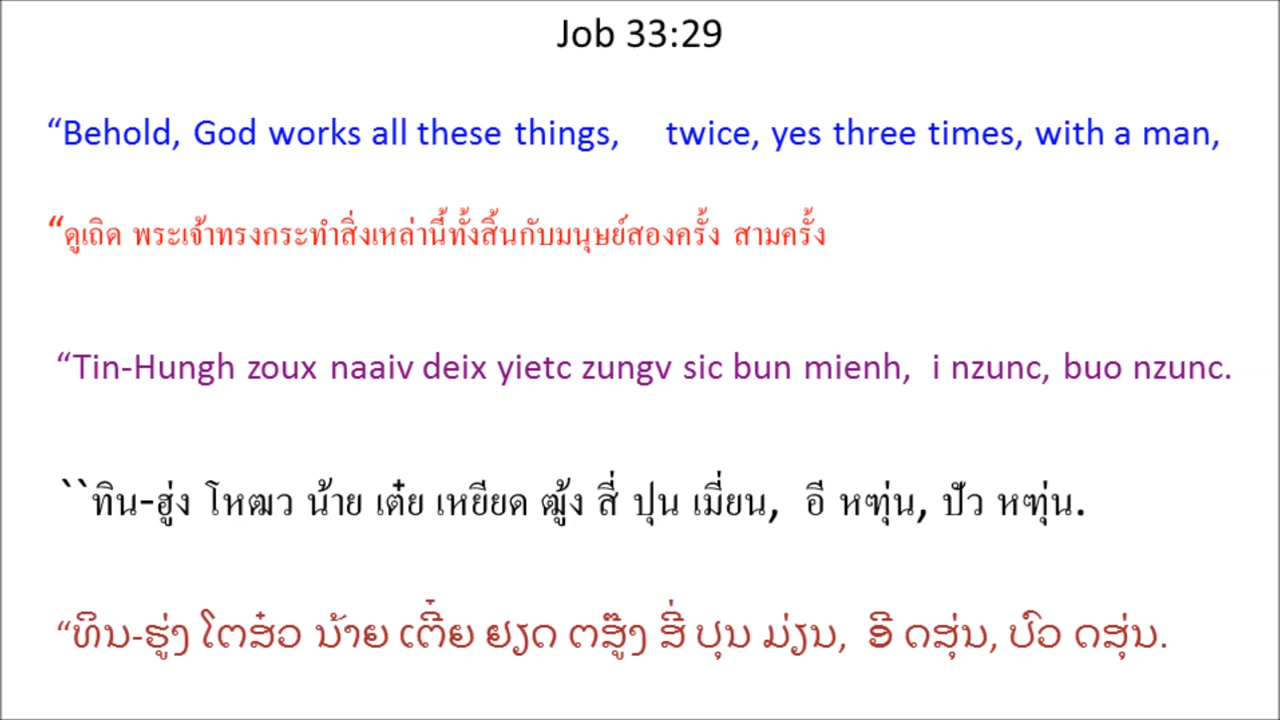 Job 33:29
“Behold, God works all these things, twice, yes three times, with a man,
“ดูเถิด พระเจ้าทรงกระทำสิ่งเหล่านี้ทั้งสิ้นกับมนุษย์สองครั้ง สามครั้ง
“Tin-Hungh zoux naaiv deix yietc zungv sic bun mienh, i nzunc, buo nzunc.
``ทิน-ฮู่ง โหฒว น้าย เต๋ย เหยียด ฒู้ง สี่ ปุน เมี่ยน, อี หฑุ่น, ปัว หฑุ่น.
“ທິນ-ຮູ່ງ ໂຕສ໋ວ ນ້າຍ ເຕີ໋ຍ ຢຽດ ຕສູ໊ງ ສີ່ ປຸນ ມ່ຽນ, ອີ ດສຸ່ນ, ປົວ ດສຸ່ນ.